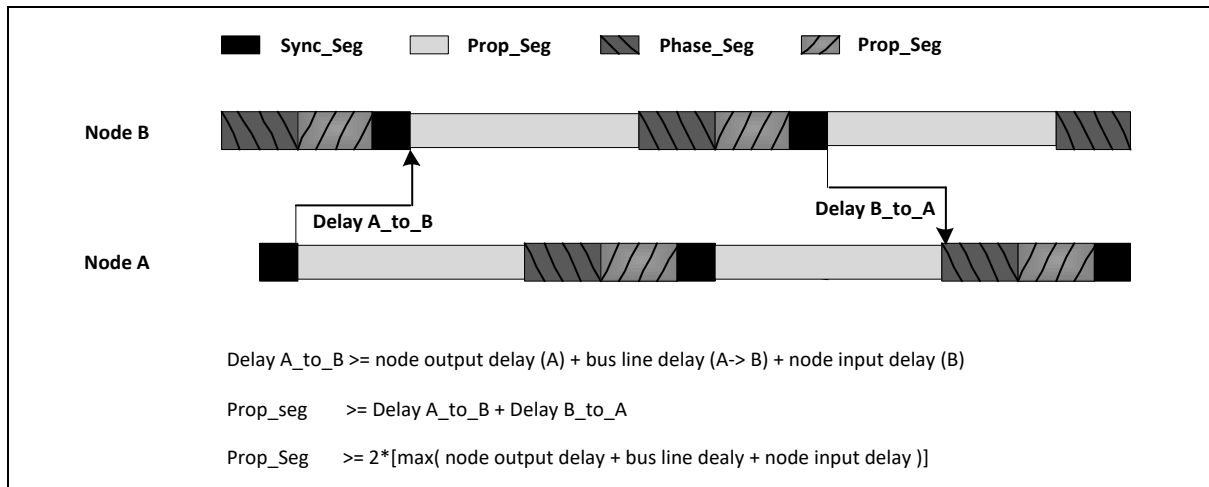 Sync_Seg Prop_Seg Phase_Seg Prop_Seg
Node B
Delay A_to_B
Delay B_to_A
Node A
Delay A_to_B >= node output delay (A) + bus line delay (A-> B) + node input delay (B)
Prop_seg >= Delay A_to_B + Delay B_to_A
Prop_Seg >= 2*[max( node output delay + bus line dealy + node input delay )]